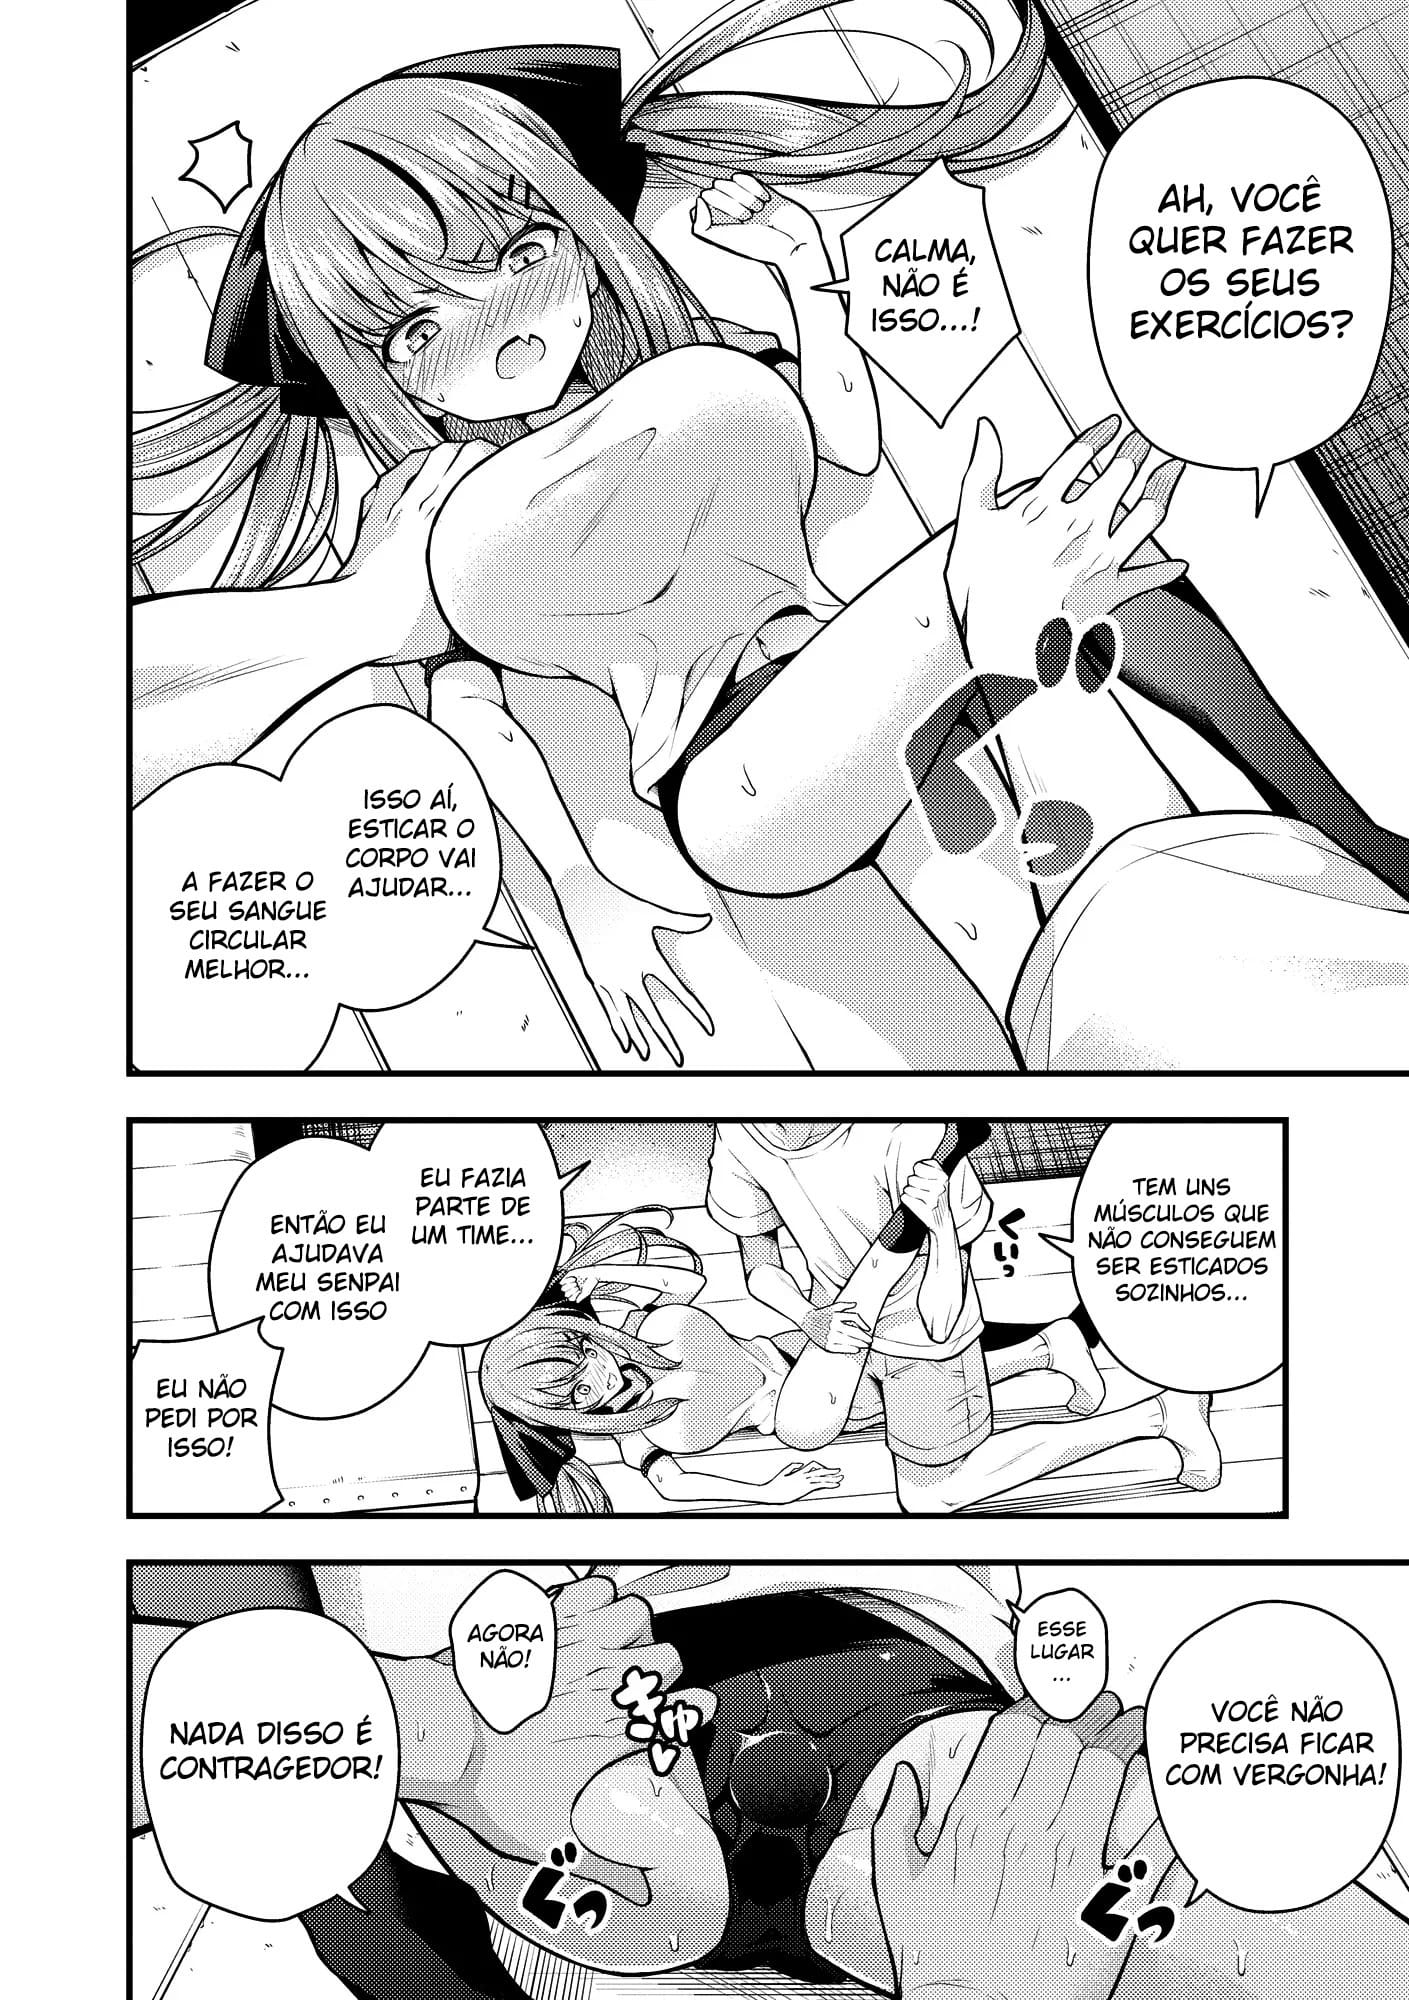 AH, VOCÊ
QUER FAZER
OS SEUS
EXERCÍCIOS?
CALMA,
NÃO É
ISSO...!
ISSO AÍ,
ESTICAR O
CORPO VAI
AJUDAR...
A FAZER O
SEU SANGUE
CIRCULAR
MELHOR...
TEM UNS
MÚSCULOS QUE
NÃO CONSEGUEM
SER ESTICADOS
SOZINHOS...
くいっ
EU FAZIA
PARTE DE
UM TIME...
ENTÃO EU
AJUDAVA
MEU SENPAI
COM ISSO
EU NÃO
PEDI POR
ISSO!
VOCÊ NÃO
PRECISA FICAR
COM VERGONHA!
ESSE
LUGAR
...
ぐっ
AGORA
NÃO!
きゅ♡
ぐっ
NADA DISSO É
CONTRAGEDOR!